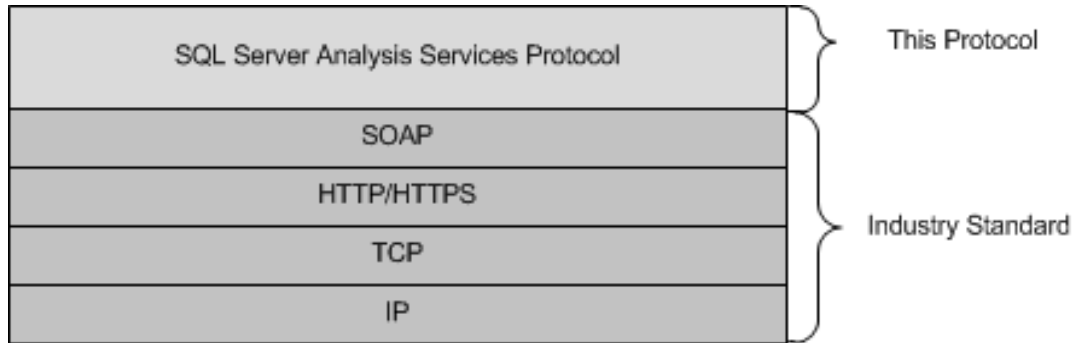 SQL Server Analysis Services Protocol
This Protocol
SOAP
HTTP/HTTPS
TCP
IP
Industry Standard